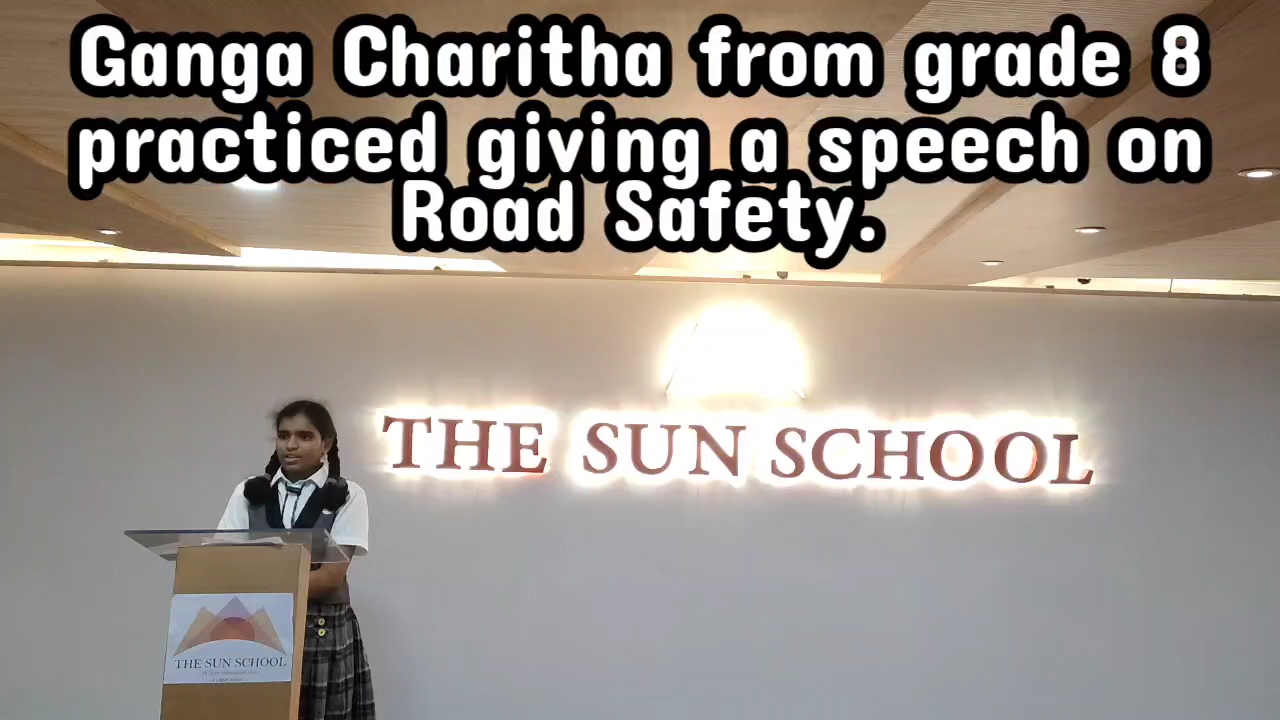 Ganga Charitha from grade 8
practiced giving a speech on
Road Safety.
THE SUN SCHOOL
THE SUN SCHOOL